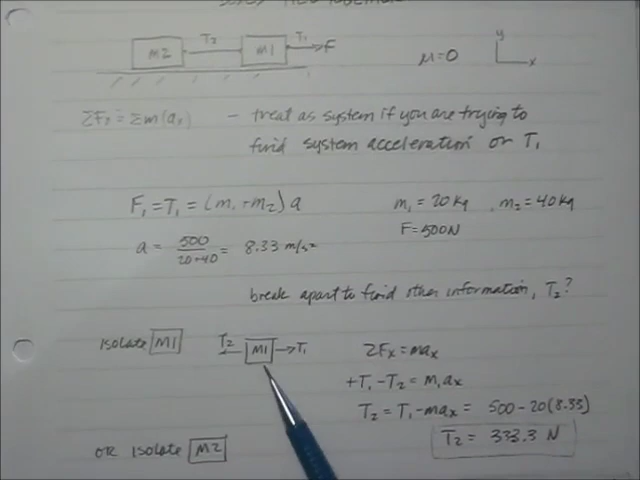 M2 T2 M1 T1 F
μ=0 y x
ΣFx = Σm(ax) - treat as system if you are trying to
find system acceleration or T1
F1 = T1 = (m1+m2)a
m1 = 20 kg, m2 = 40 kg
F = 500N
a = 500/20+40 = 8.33 m/s²
break apart to find other information, T2?
isolate M1 T2 M1 T1
ΣFx = max
+T1 - T2 = m1ax
T2 = T1 - max = 500 - 20(8.33)
T2 = 333.3 N
OR isolate M2